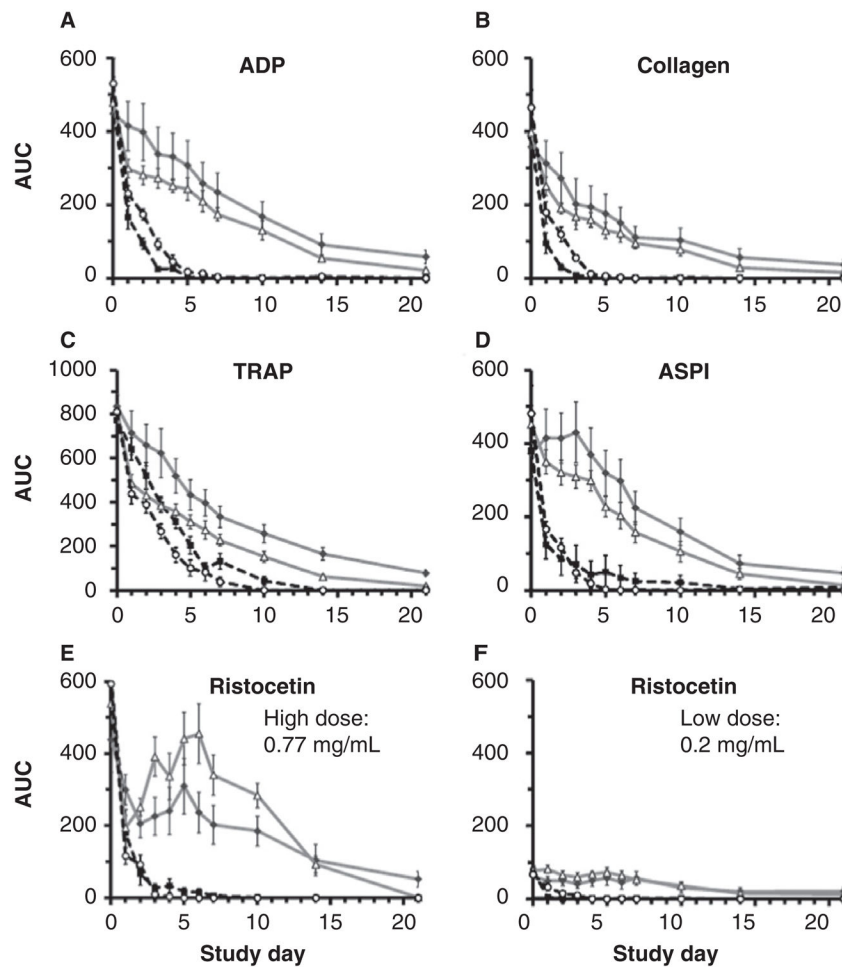 A
ADP
600
400
200
0
AUC
0 5 10 15 20
B
Collagen
600
400
200
0
0 5 10 15 20
C
TRAP
1000
800
600
400
200
0
AUC
0 5 10 15 20
D
ASPI
600
400
200
0
0 5 10 15 20
E
Ristocetin
High dose:
0.77 mg/mL
600
400
200
0
AUC
0 5 10 15 20
Study day
F
Ristocetin
Low dose:
0.2 mg/mL
600
400
200
0
0 5 10 15 20
Study day